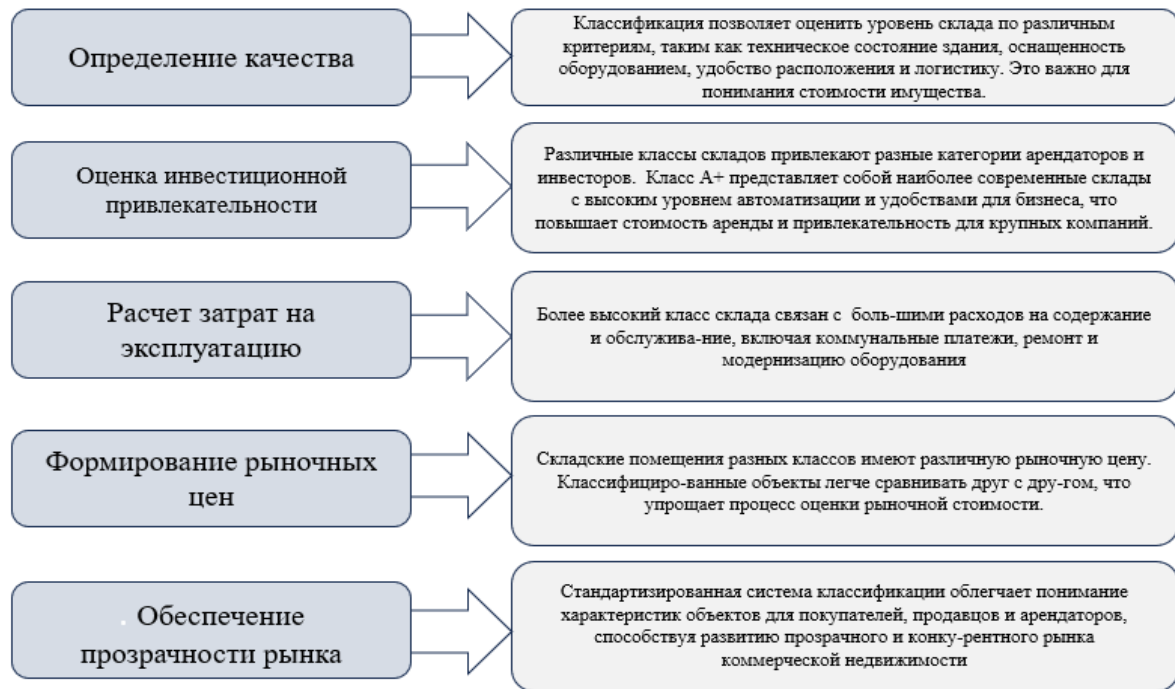 Определение качества
Классификация позволяет оценить уровень склада по различным
критериям, таким как техническое состояние здания, оснащенность
оборудованием, удобство расположения и логистику. Это важно для
понимания стоимости имущества.
Оценка инвестиционной
привлекательности
Различные классы складов привлекают разные категории арендаторов и
инвесторов. Класс А+ представляет собой наиболее современные склады
с высоким уровнем автоматизации и удобствами для бизнеса, что
повышает стоимость аренды и привлекательность для крупных компаний.
Расчет затрат на
эксплуатацию
Более высокий класс склада связан с боль-шими расходов на содержание
и обслужива-ние, включая коммунальные платежи, ремонт и
модернизацию оборудования
Формирование рыночных
цен
Складские помещения разных классов имеют различную рыночную цену.
Классифициро-ванные объекты легче сравнивать друг с дру-гом, что
упрощает процесс оценки рыночной стоимости.
. Обеспечение
прозрачности рынка
Стандартизированная система классификации облегчает понимание
характеристик объектов для покупателей, продавцов и арендаторов,
способствуя развитию прозрачного и конку-рентного рынка
коммерческой недвижимости